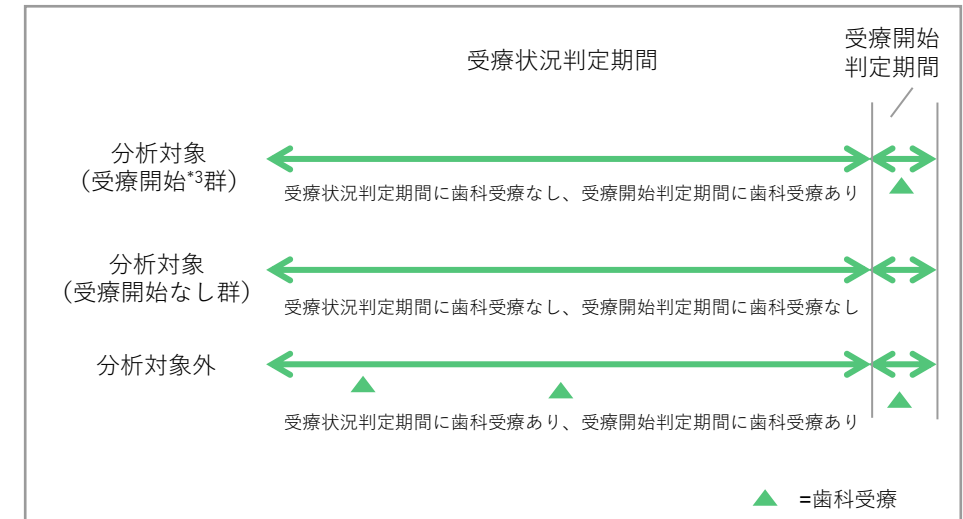 受療状況判定期間
受療開始
判定期間
分析対象
（受療開始*3群）
受療状況判定期間に歯科受療なし、受療開始判定期間に歯科受療あり
分析対象
（受療開始なし群）
受療状況判定期間に歯科受療なし、受療開始判定期間に歯科受療なし
分析対象外
受療状況判定期間に歯科受療あり、受療開始判定期間に歯科受療あり
=歯科受療